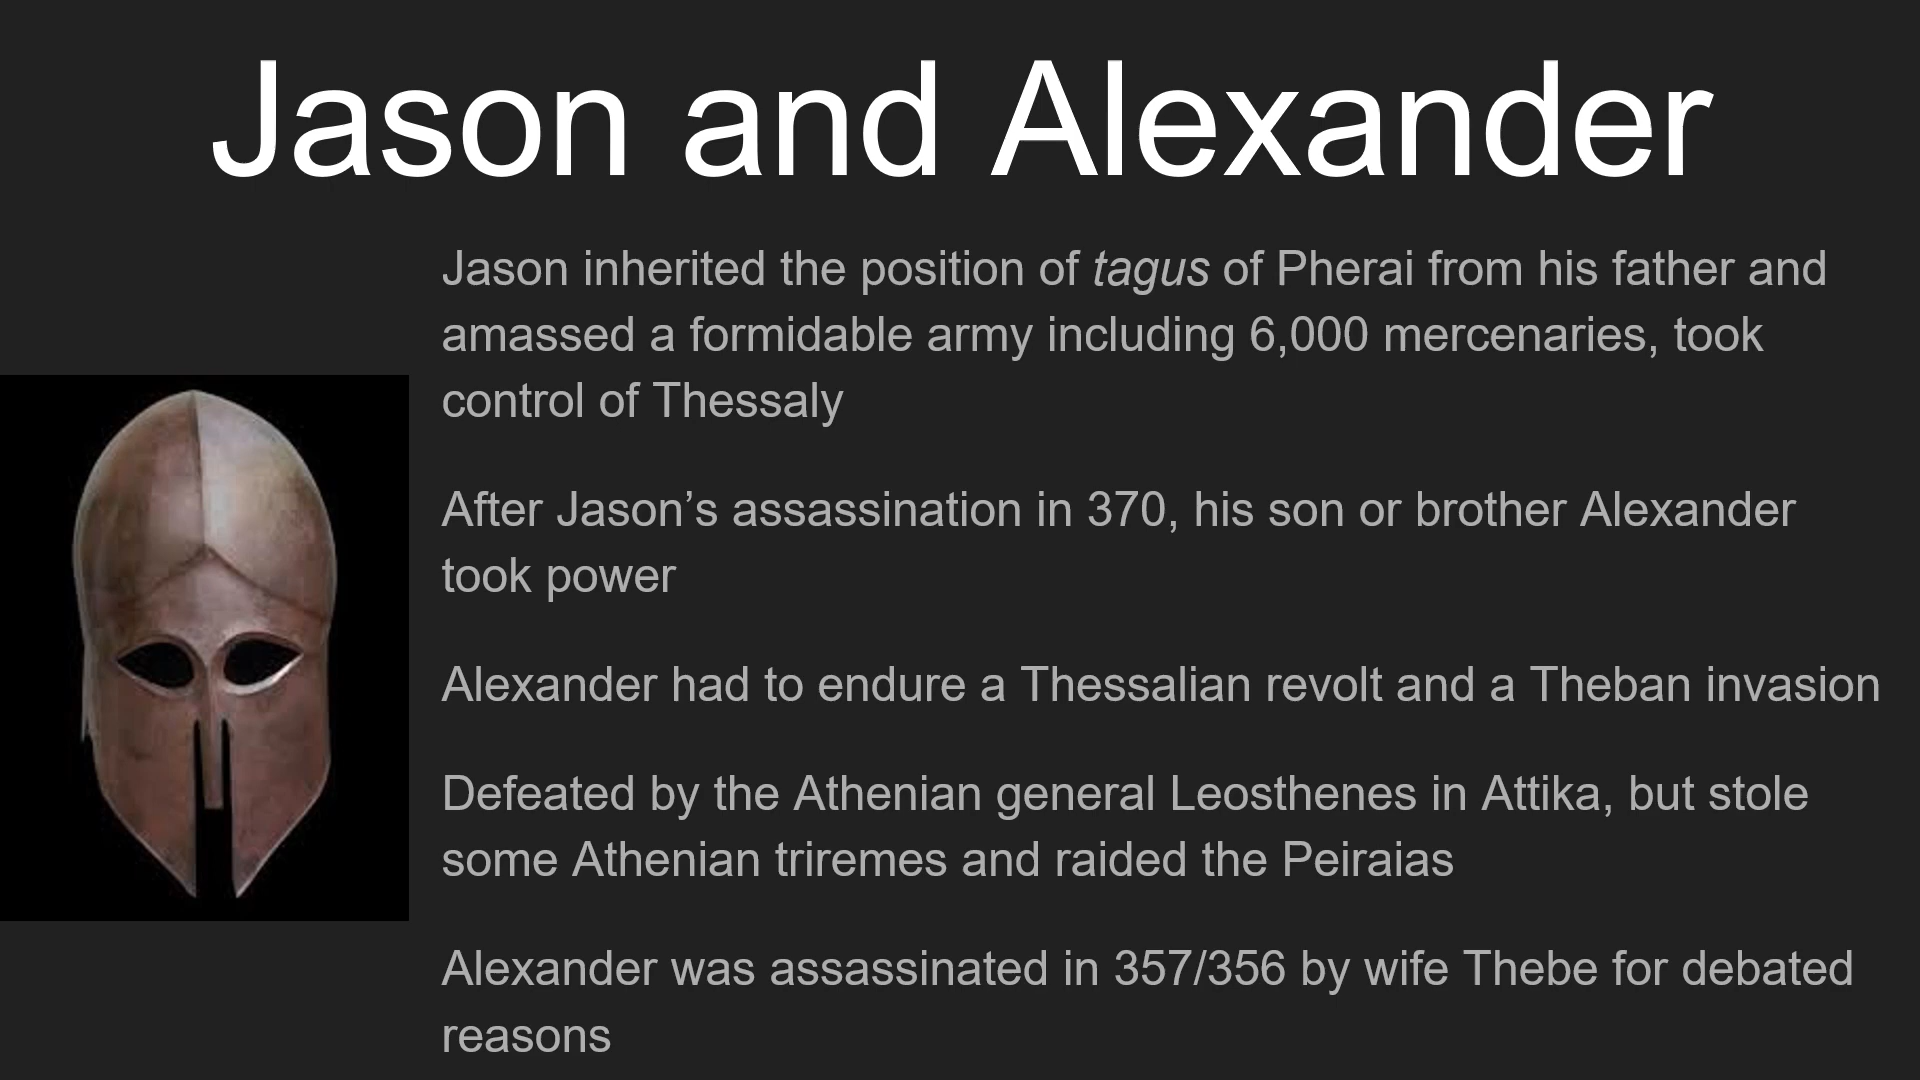 Jason and Alexander
Jason inherited the position of tagus of Pherai from his father and
amassed a formidable army including 6,000 mercenaries, took
control of Thessaly
After Jason’s assassination in 370, his son or brother Alexander
took power
Alexander had to endure a Thessalian revolt and a Theban invasion
Defeated by the Athenian general Leosthenes in Attika, but stole
some Athenian triremes and raided the Peiraias
Alexander was assassinated in 357/356 by wife Thebe for debated
reasons